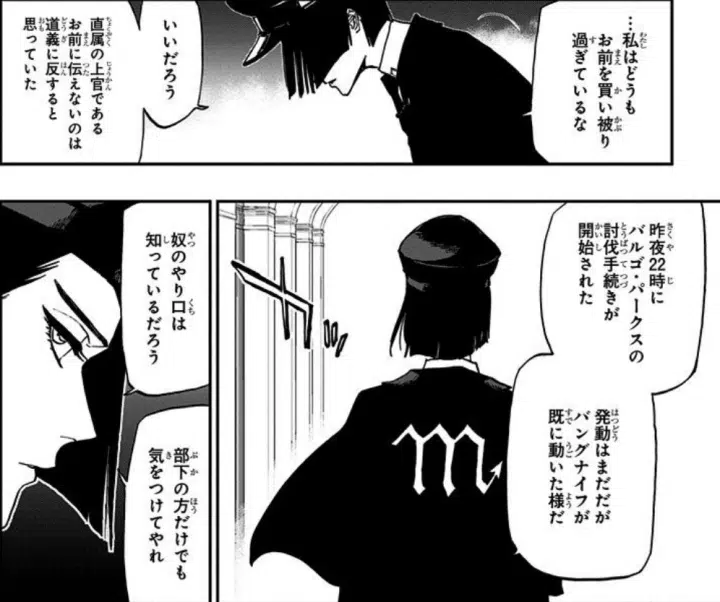 …私はどうも
お前を買い被り
過ぎているな
いいだろう
直属の上官である
お前に伝えないのは
道義に反すると
思っていた
昨夜22時に
バルゴ・パークスの
討伐手続きが
開始された
発動はまだだが
バングナイフが
既に動いた様だ
カッ
奴のやり口は
知っているだろう
部下の方だけでも
気をつけてやれ